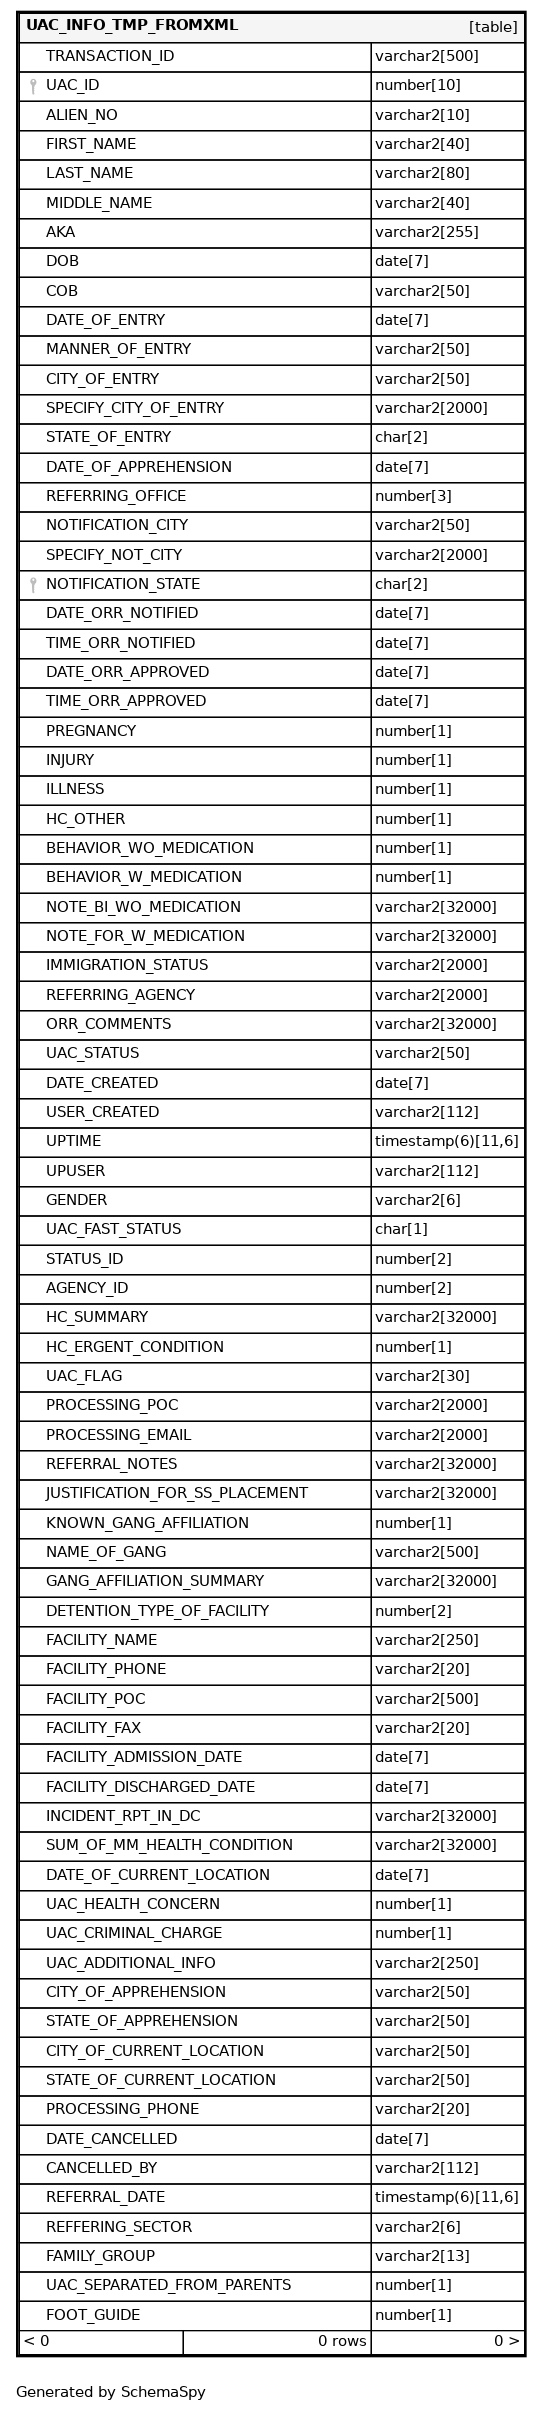 UAC_INFO_TMP_FROMXML [table]
TRANSACTION_ID varchar2[500]
UAC_ID number[10]
ALIEN_NO varchar2[10]
FIRST_NAME varchar2[40]
LAST_NAME varchar2[80]
MIDDLE_NAME varchar2[40]
AKA varchar2[255]
DOB date[7]
COB varchar2[50]
DATE_OF_ENTRY date[7]
MANNER_OF_ENTRY varchar2[50]
CITY_OF_ENTRY varchar2[50]
SPECIFY_CITY_OF_ENTRY varchar2[2000]
STATE_OF_ENTRY char[2]
DATE_OF_APPREHENSION date[7]
REFERRING_OFFICE number[3]
NOTIFICATION_CITY varchar2[50]
SPECIFY_NOT_CITY varchar2[2000]
NOTIFICATION_STATE char[2]
DATE_ORR_NOTIFIED date[7]
TIME_ORR_NOTIFIED date[7]
DATE_ORR_APPROVED date[7]
TIME_ORR_APPROVED date[7]
PREGNANCY number[1]
INJURY number[1]
ILLNESS number[1]
HC_OTHER number[1]
BEHAVIOR_WO_MEDICATION number[1]
BEHAVIOR_W_MEDICATION number[1]
NOTE_BI_WO_MEDICATION varchar2[32000]
NOTE_FOR_W_MEDICATION varchar2[32000]
IMMIGRATION_STATUS varchar2[2000]
REFERRING_AGENCY varchar2[2000]
ORR_COMMENTS varchar2[32000]
UAC_STATUS varchar2[50]
DATE_CREATED date[7]
USER_CREATED varchar2[112]
UPTIME timestamp(6)[11,6]
UPUSER varchar2[112]
GENDER varchar2[6]
UAC_FAST_STATUS char[1]
STATUS_ID number[2]
AGENCY_ID number[2]
HC_SUMMARY varchar2[32000]
HC_ERGENT_CONDITION number[1]
UAC_FLAG varchar2[30]
PROCESSING_POC varchar2[2000]
PROCESSING_EMAIL varchar2[2000]
REFERRAL_NOTES varchar2[32000]
JUSTIFICATION_FOR_SS_PLACEMENT varchar2[32000]
KNOWN_GANG_AFFILIATION number[1]
NAME_OF_GANG varchar2[500]
GANG_AFFILIATION_SUMMARY varchar2[32000]
DETENTION_TYPE_OF_FACILITY number[2]
FACILITY_NAME varchar2[250]
FACILITY_PHONE varchar2[20]
FACILITY_POC varchar2[500]
FACILITY_FAX varchar2[20]
FACILITY_ADMISSION_DATE date[7]
FACILITY_DISCHARGED_DATE date[7]
INCIDENT_RPT_IN_DC varchar2[32000]
SUM_OF_MM_HEALTH_CONDITION varchar2[32000]
DATE_OF_CURRENT_LOCATION date[7]
UAC_HEALTH_CONCERN number[1]
UAC_CRIMINAL_CHARGE number[1]
UAC_ADDITIONAL_INFO varchar2[250]
CITY_OF_APPREHENSION varchar2[50]
STATE_OF_APPREHENSION varchar2[50]
CITY_OF_CURRENT_LOCATION varchar2[50]
STATE_OF_CURRENT_LOCATION varchar2[50]
PROCESSING_PHONE varchar2[20]
DATE_CANCELLED date[7]
CANCELLED_BY varchar2[112]
REFERRAL_DATE timestamp(6)[11,6]
REFFERING_SECTOR varchar2[6]
FAMILY_GROUP varchar2[13]
UAC_SEPARATED_FROM_PARENTS number[1]
FOOT_GUIDE number[1]
< 0 0 rows 0 >
Generated by SchemaSpy